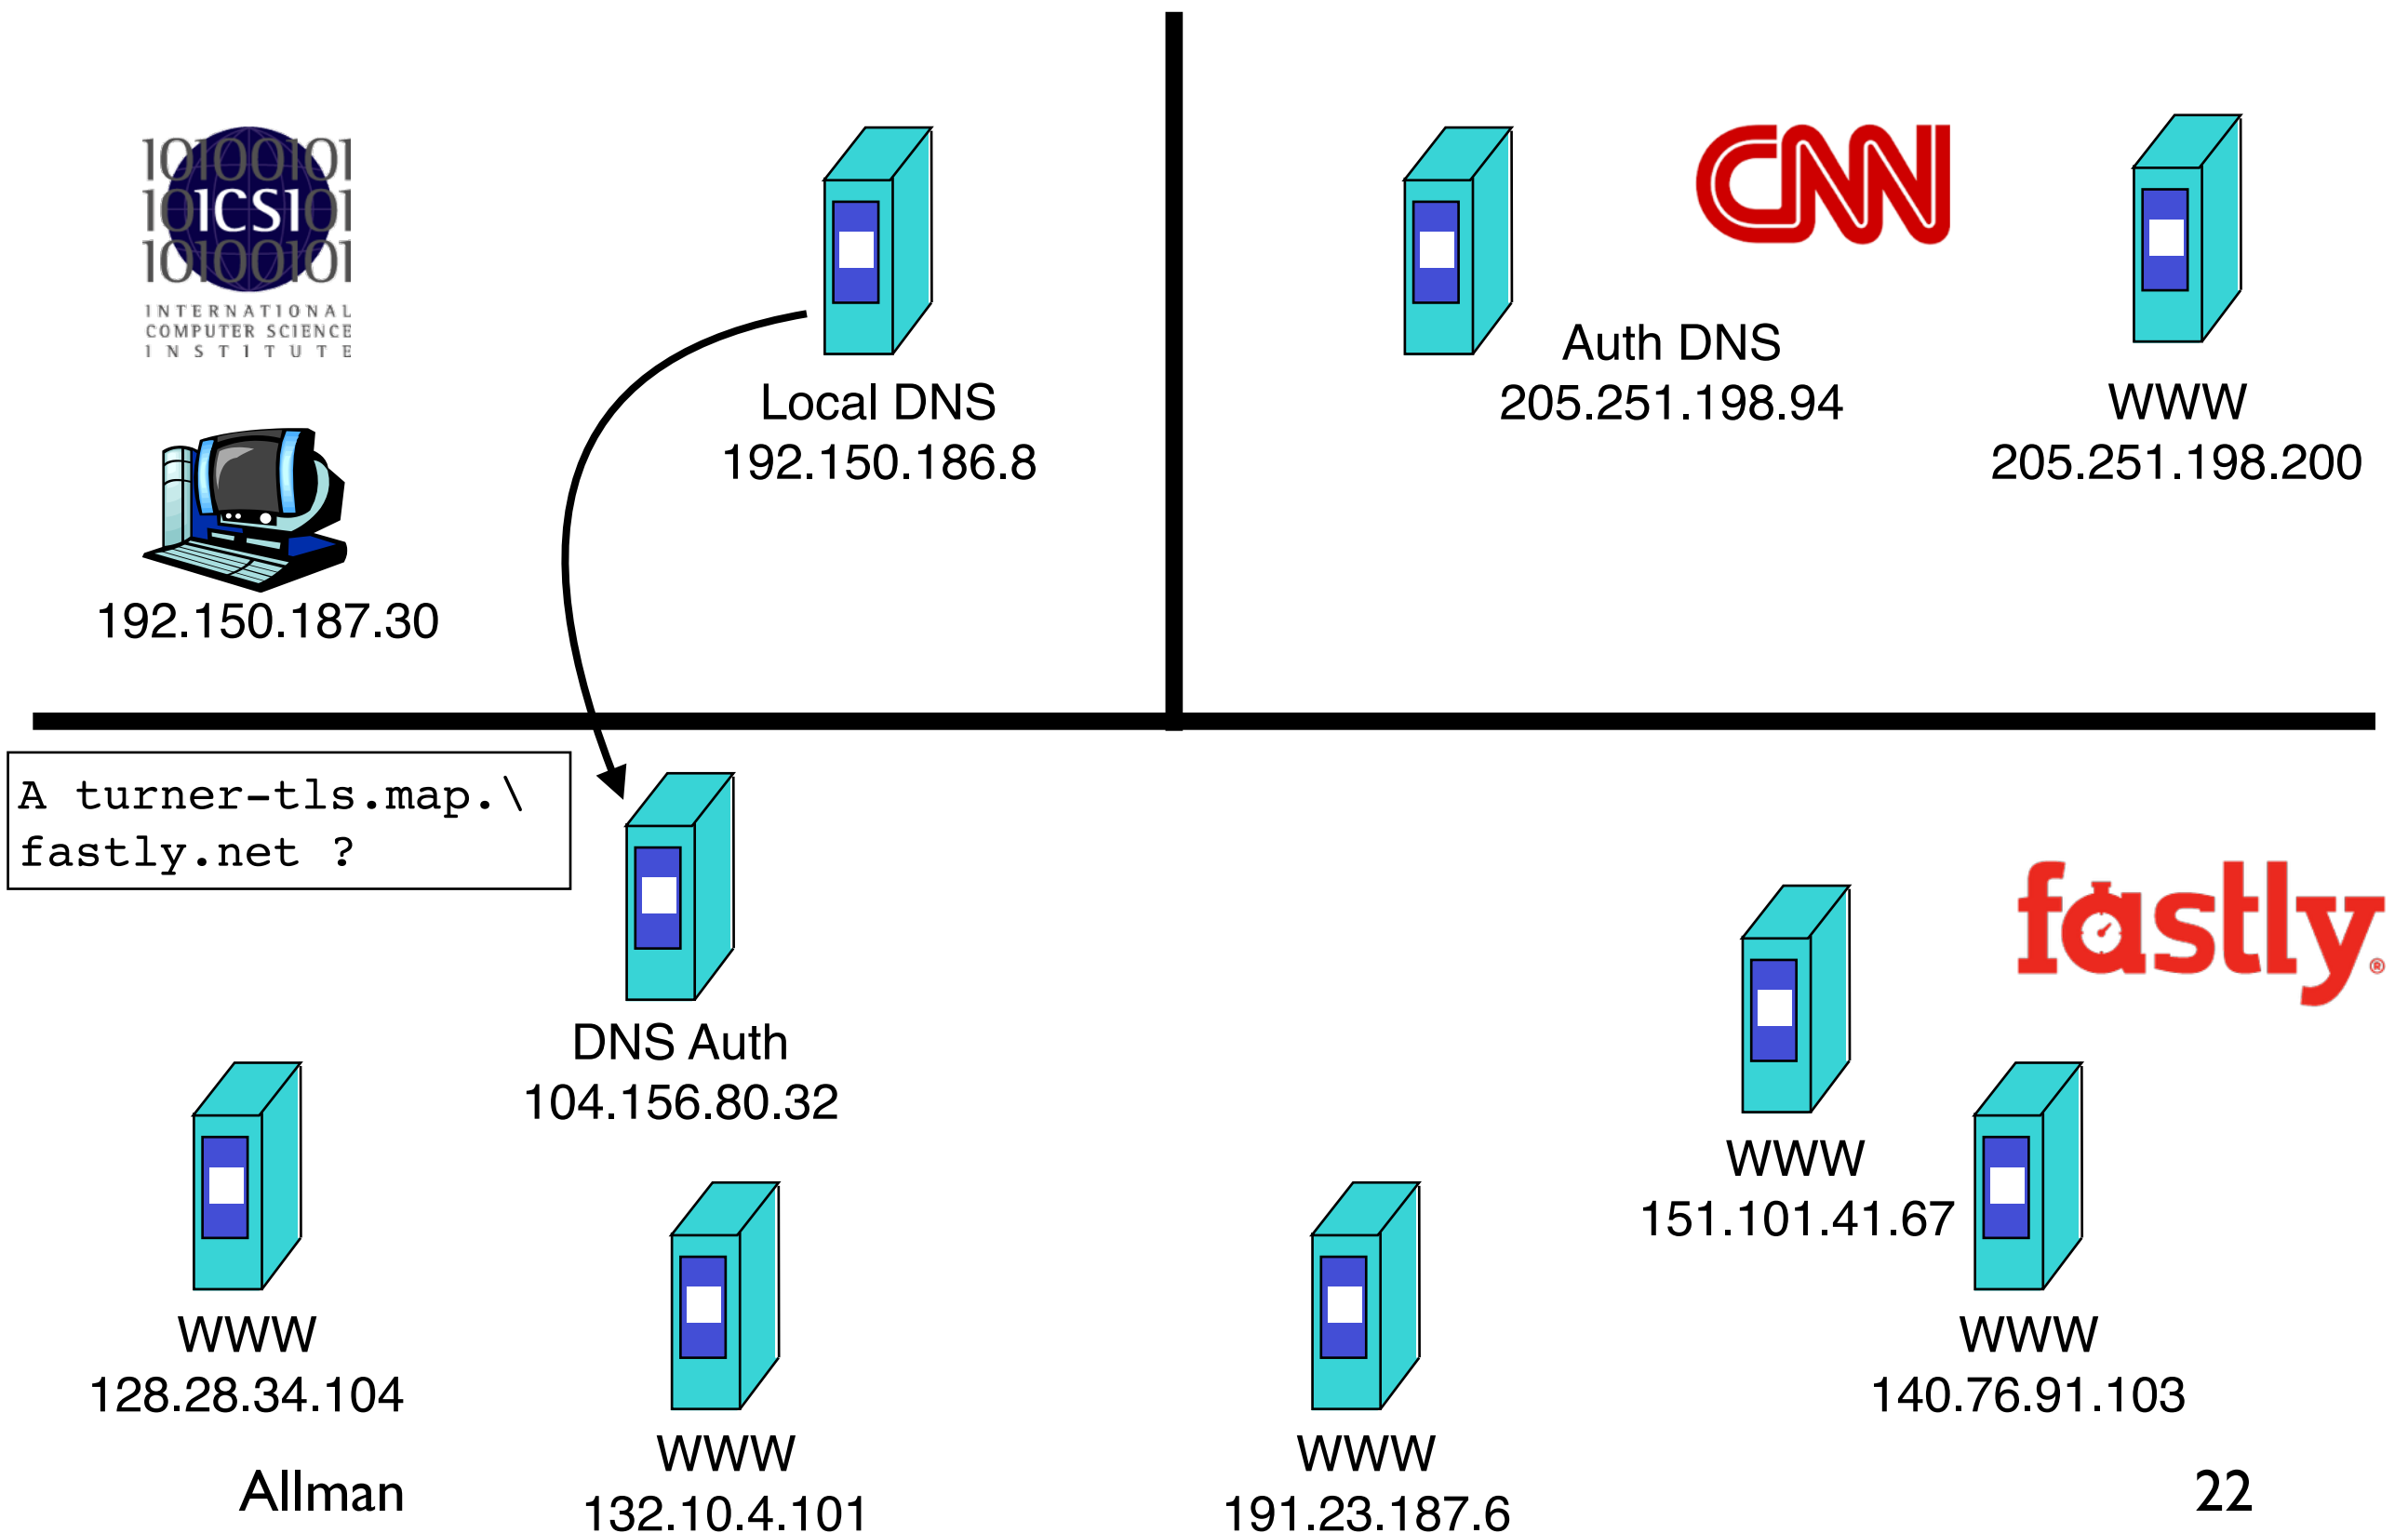 10100101
10ICSI01
10100101
INTERNATIONAL
COMPUTER SCIENCE
INSTITUTE
192.150.187.30
Local DNS
192.150.186.8
CNN
Auth DNS
205.251.198.94
WWW
205.251.198.200
A turner-tls.map.\
fastly.net ?
DNS Auth
104.156.80.32
fastly®
WWW
151.101.41.67
WWW
128.28.34.104
WWW
140.76.91.103
WWW
132.10.4.101
WWW
191.23.187.6
Allman
22